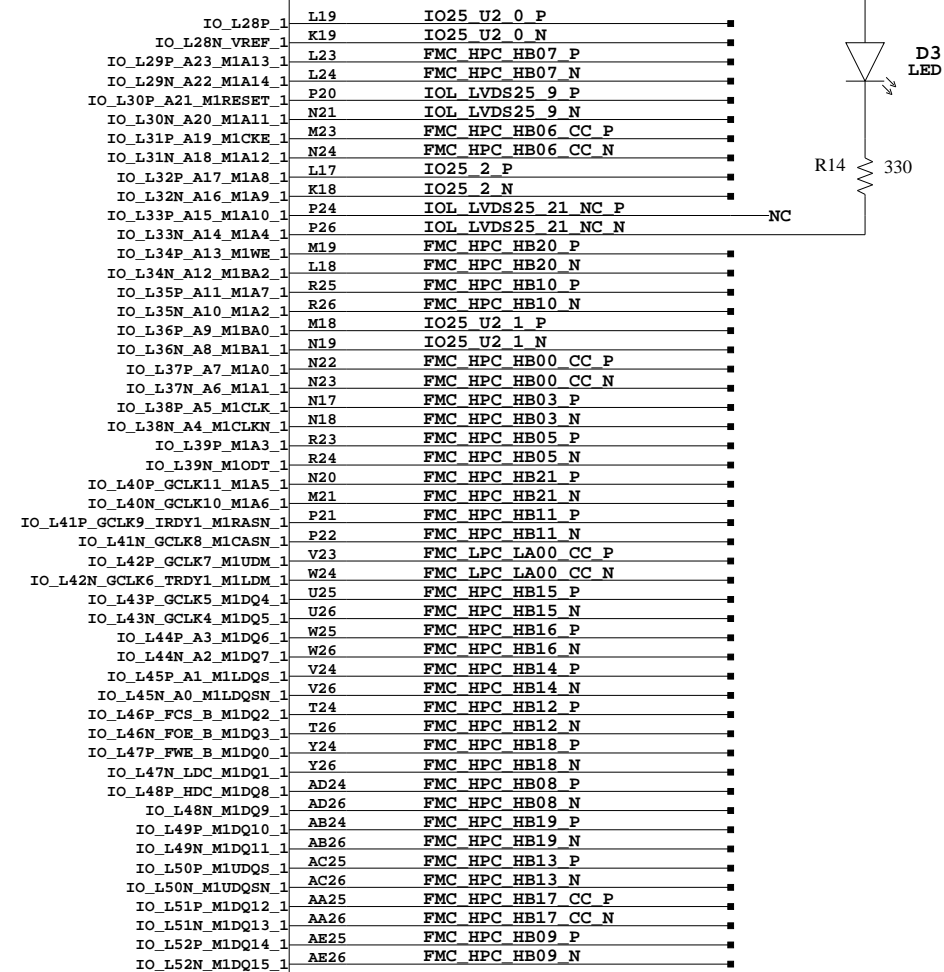 IO_L28P_1 L19 IO25_U2_0_P
IO_L28N_VREF_1 K19 IO25_U2_0_N
IO_L29P_A23_M1A13_1 L23 FMC_HPC_HB07_P
IO_L29N_A22_M1A14_1 L24 FMC_HPC_HB07_N
IO_L30P_A21_M1RESET_1 P20 IOL_LVDS25_9_P
IO_L30N_A20_M1A11_1 N21 IOL_LVDS25_9_N
IO_L31P_A19_M1CKE_1 M23 FMC_HPC_HB06_CC_P
IO_L31N_A18_M1A12_1 N24 FMC_HPC_HB06_CC_N
IO_L32P_A17_M1A8_1 L17 IO25_2_P
IO_L32N_A16_M1A9_1 K18 IO25_2_N
IO_L33P_A15_M1A10_1 P24 IOL_LVDS25_21_NC_P NC
IO_L33N_A14_M1A4_1 P26 IOL_LVDS25_21_NC_N
IO_L34P_A13_M1WE_1 M19 FMC_HPC_HB20_P
IO_L34N_A12_M1BA2_1 L18 FMC_HPC_HB20_N
IO_L35P_A11_M1A7_1 R25 FMC_HPC_HB10_P
IO_L35N_A10_M1A2_1 R26 FMC_HPC_HB10_N
IO_L36P_A9_M1BA0_1 M18 IO25_U2_1_P
IO_L36N_A8_M1BA1_1 N19 IO25_U2_1_N
IO_L37P_A7_M1A0_1 N22 FMC_HPC_HB00_CC_P
IO_L37N_A6_M1A1_1 N23 FMC_HPC_HB00_CC_N
IO_L38P_A5_M1CLK_1 N17 FMC_HPC_HB03_P
IO_L38N_A4_M1CLKN_1 N18 FMC_HPC_HB03_N
IO_L39P_M1A3_1 R23 FMC_HPC_HB05_P
IO_L39N_M1ODT_1 R24 FMC_HPC_HB05_N
IO_L40P_GCLK11_M1A5_1 N20 FMC_HPC_HB21_P
IO_L40N_GCLK10_M1A6_1 M21 FMC_HPC_HB21_N
IO_L41P_GCLK9_IRDY1_M1RASN_1 P21 FMC_HPC_HB11_P
IO_L41N_GCLK8_M1CASN_1 P22 FMC_HPC_HB11_N
IO_L42P_GCLK7_M1UDM_1 V23 FMC_LPC_LA00_CC_P
IO_L42N_GCLK6_TRDY1_M1LDM_1 W24 FMC_LPC_LA00_CC_N
IO_L43P_GCLK5_M1DQ4_1 U25 FMC_HPC_HB15_P
IO_L43N_GCLK4_M1DQ5_1 U26 FMC_HPC_HB15_N
IO_L44P_A3_M1DQ6_1 W25 FMC_HPC_HB16_P
IO_L44N_A2_M1DQ7_1 W26 FMC_HPC_HB16_N
IO_L45P_A1_M1LDQS_1 V24 FMC_HPC_HB14_P
IO_L45N_A0_M1LDQSN_1 V26 FMC_HPC_HB14_N
IO_L46P_FCS_B_M1DQ2_1 T24 FMC_HPC_HB12_P
IO_L46N_FOE_B_M1DQ3_1 T26 FMC_HPC_HB12_N
IO_L47P_FWE_B_M1DQ0_1 Y24 FMC_HPC_HB18_P
IO_L47N_LDC_M1DQ1_1 Y26 FMC_HPC_HB18_N
IO_L48P_HDC_M1DQ8_1 AD24 FMC_HPC_HB08_P
IO_L48N_M1DQ9_1 AD26 FMC_HPC_HB08_N
IO_L49P_M1DQ10_1 AB24 FMC_HPC_HB19_P
IO_L49N_M1DQ11_1 AB26 FMC_HPC_HB19_N
IO_L50P_M1UDQS_1 AC25 FMC_HPC_HB13_P
IO_L50N_M1UDQSN_1 AC26 FMC_HPC_HB13_N
IO_L51P_M1DQ12_1 AA25 FMC_HPC_HB17_CC_P
IO_L51N_M1DQ13_1 AA26 FMC_HPC_HB17_CC_N
IO_L52P_M1DQ14_1 AE25 FMC_HPC_HB09_P
IO_L52N_M1DQ15_1 AE26 FMC_HPC_HB09_N
D3
LED
R14 330